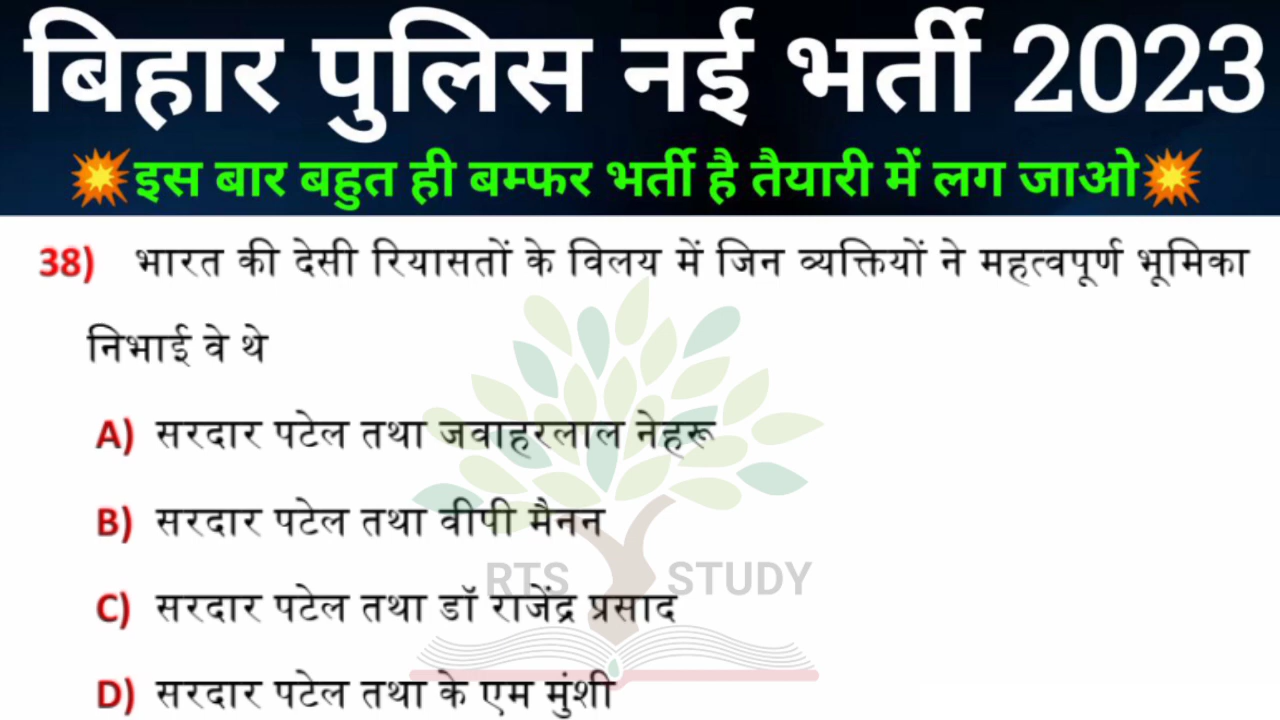 बिहार पुलिस नई भर्ती 2023
💥इस बार बहुत ही बम्फर भर्ती है तैयारी में लग जाओ💥
38) भारत की देसी रियासतों के विलय में जिन व्यक्तियों ने महत्वपूर्ण भूमिका
निभाई वे थे
A) सरदार पटेल तथा जवाहरलाल नेहरू
B) सरदार पटेल तथा वीपी मैनन
RTS STUDY
C) सरदार पटेल तथा डॉ राजेंद्र प्रसाद
D) सरदार पटेल तथा के एम मुंशी